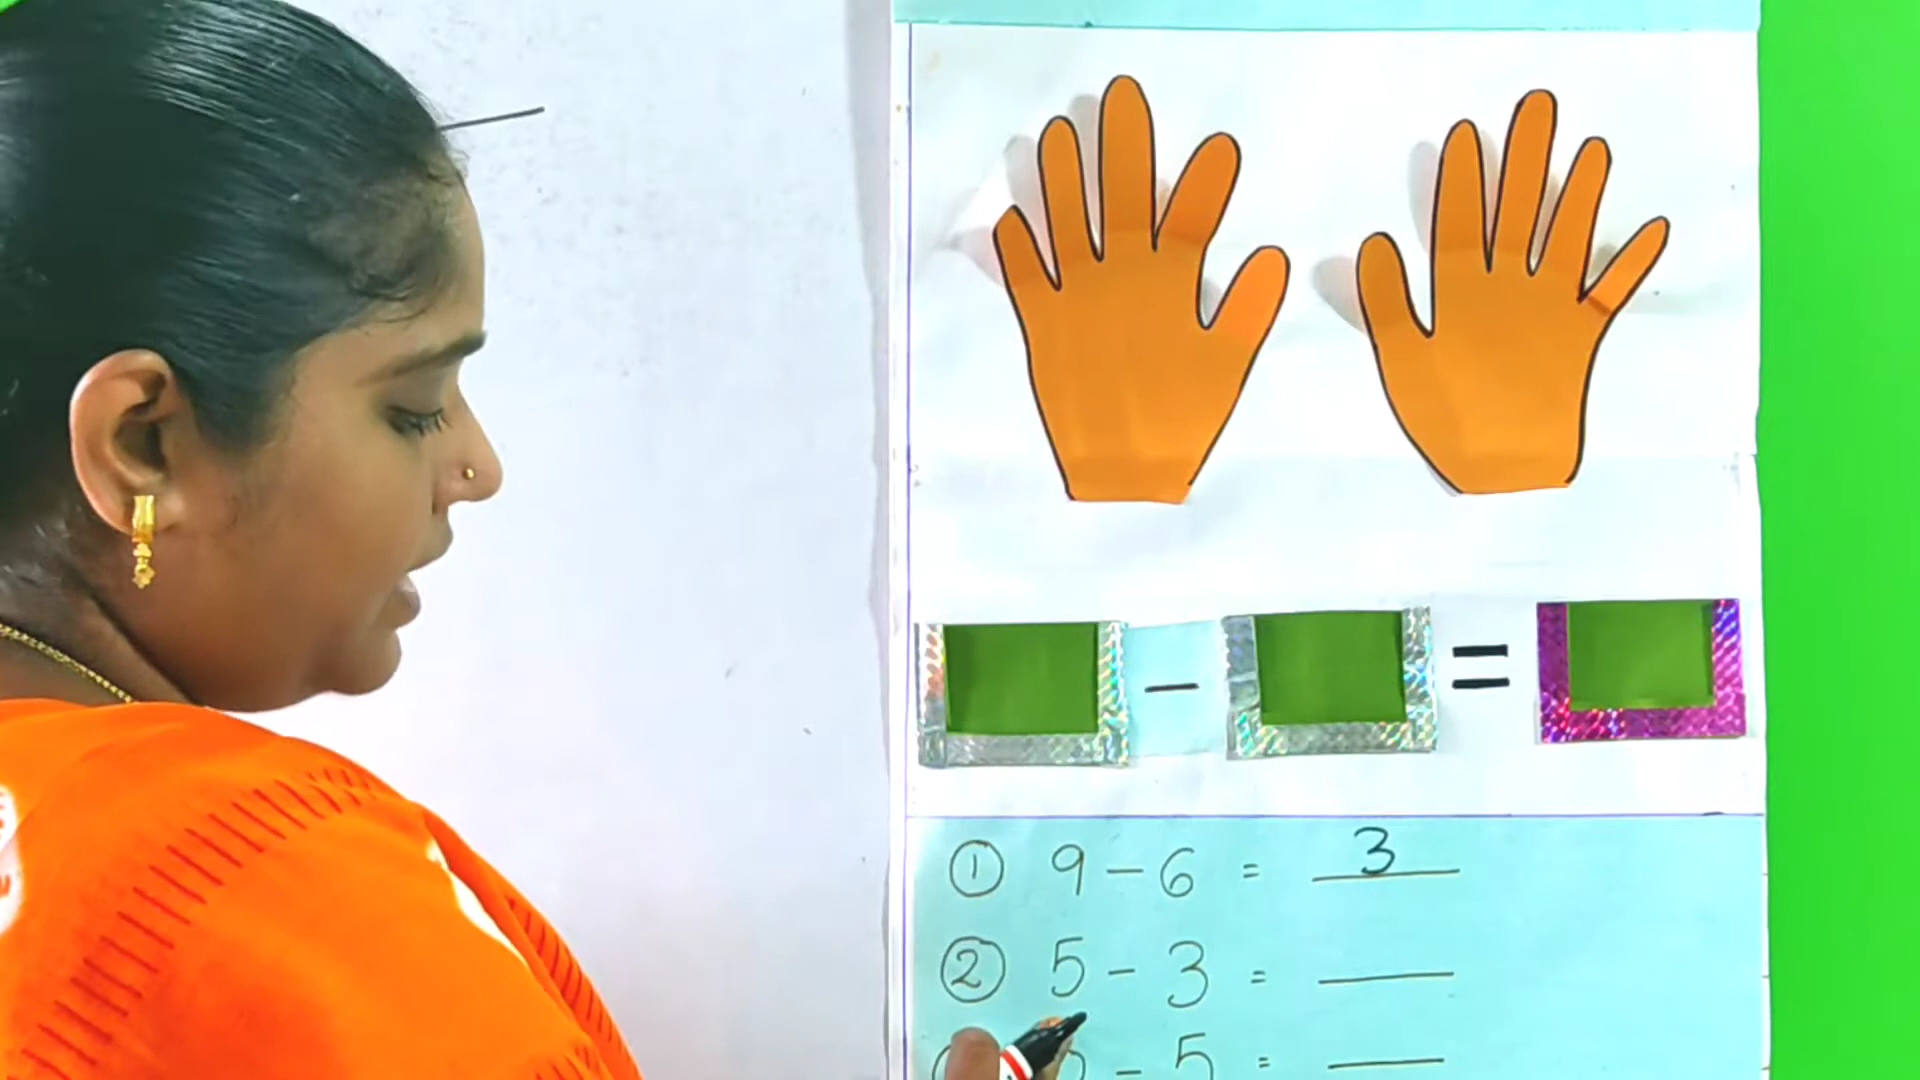 − =
① 9 − 6 = 3
② 5 − 3 = ___
− 5 = ___